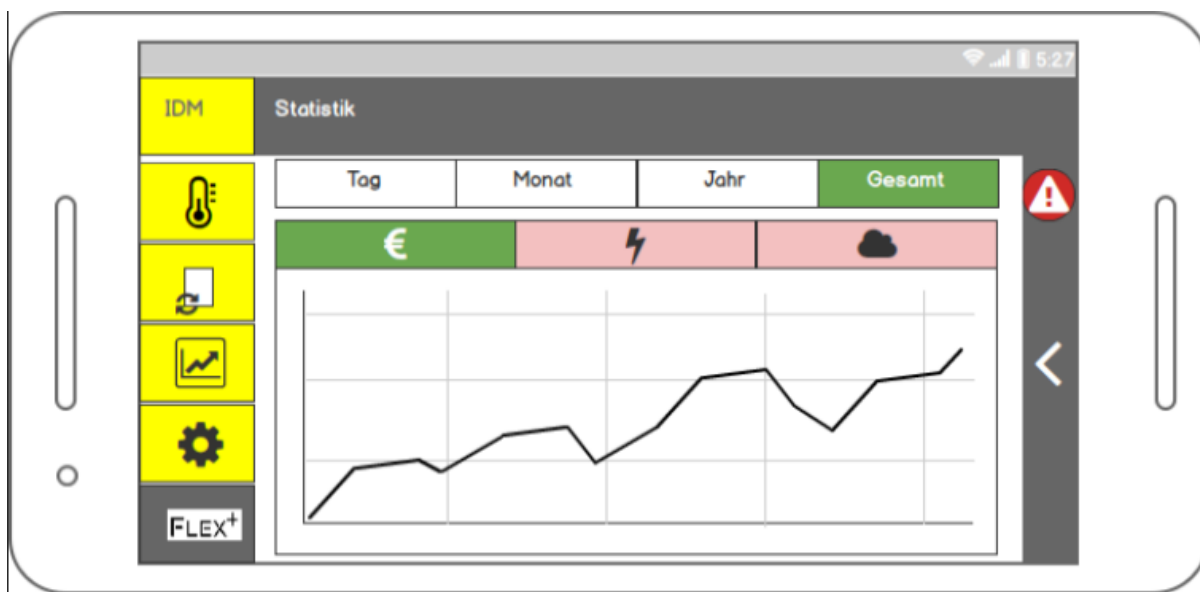 5:27
IDM
Statistik
Tag Monat Jahr Gesamt
€
FLEX+